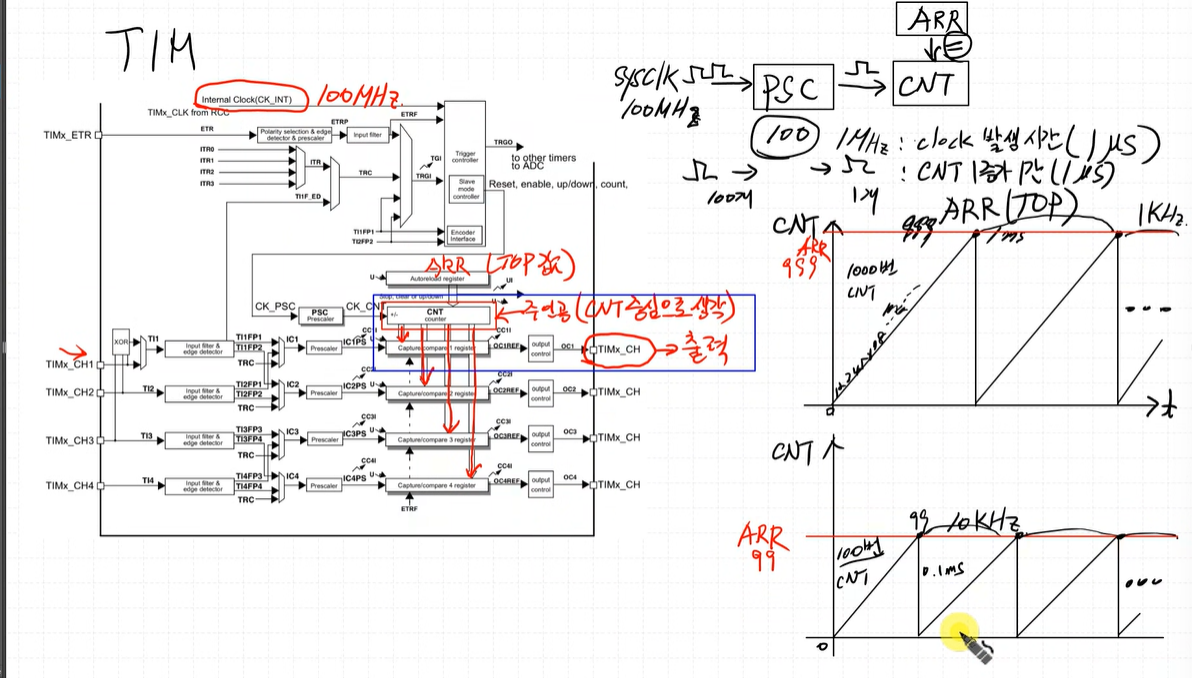 TIM
Internal Clock(CK_INT)
100MHz
TIMx_CLK from RCC
TIMx_ETR
ETR
Polarity selection & edge
detector & prescaler
ETRP
Input filter
ETRF
ITR0
ITR1
ITR2
ITR3
ITR
TI1F_ED
TRC
TGI
TRGI
Trigger
controller
TRGO
to other timers
to ADC
Slave
mode
controller
Reset, enable, up/down, count,
TI1FP1
TI2FP2
Encoder
Interface
ARR (TOP 값)
U
Autoreload register
UI
Stop, clear or up/down
U
CK_PSC
PSC
Prescaler
CK_CNT
+/-
CNT
counter
주인공 (CNT 중심으로 생각)
XOR
TI1
Input filter &
edge detector
TI1FP1
TI1FP2
TRC
IC1
Prescaler
IC1PS
CC1I
U
Capture/compare 1 register
CC1I
OC1REF
output
control
OC1
TIMx_CH
출력
TIMx_CH1
TIMx_CH2
TI2
Input filter &
edge detector
TI2FP1
TI2FP2
TRC
IC2
Prescaler
IC2PS
CC2I
U
Capture/compare 2 register
CC2I
OC2REF
output
control
OC2
TIMx_CH
TIMx_CH3
TI3
Input filter &
edge detector
TI3FP3
TI3FP4
TRC
IC3
Prescaler
IC3PS
CC3I
U
Capture/compare 3 register
CC3I
OC3REF
output
control
OC3
TIMx_CH
TIMx_CH4
TI4
Input filter &
edge detector
TI4FP3
TI4FP4
TRC
IC4
Prescaler
IC4PS
CC4I
U
Capture/compare 4 register
CC4I
OC4REF
output
control
OC4
TIMx_CH
ETRF
ARR
=
sysclk
100MHz
PSC
CNT
100
1MHz : clock 발생 시간 (1μs)
100개
1개
: CNT 1증가 시간 (1μs)
CNT
ARR (TOP)
1KHz
ARR
999
999
1ms
1000번
CNT
...
0
t
CNT
ARR
99
99
10KHz
100번
CNT
0.1ms
...
0